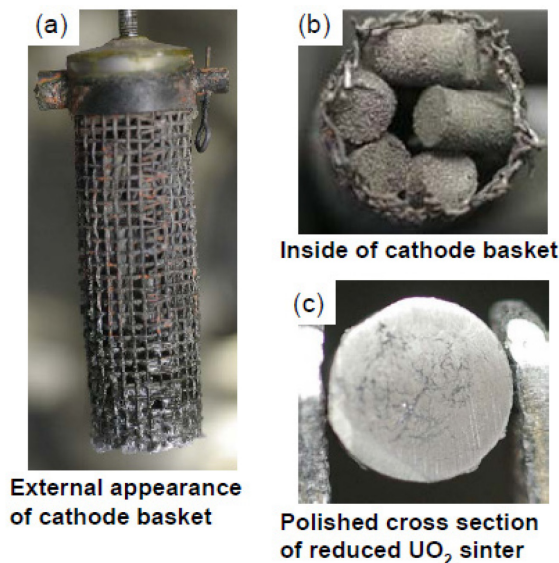 (a)
External appearance
of cathode basket
(b)
Inside of cathode basket
(c)
Polished cross section
of reduced UO₂ sinter